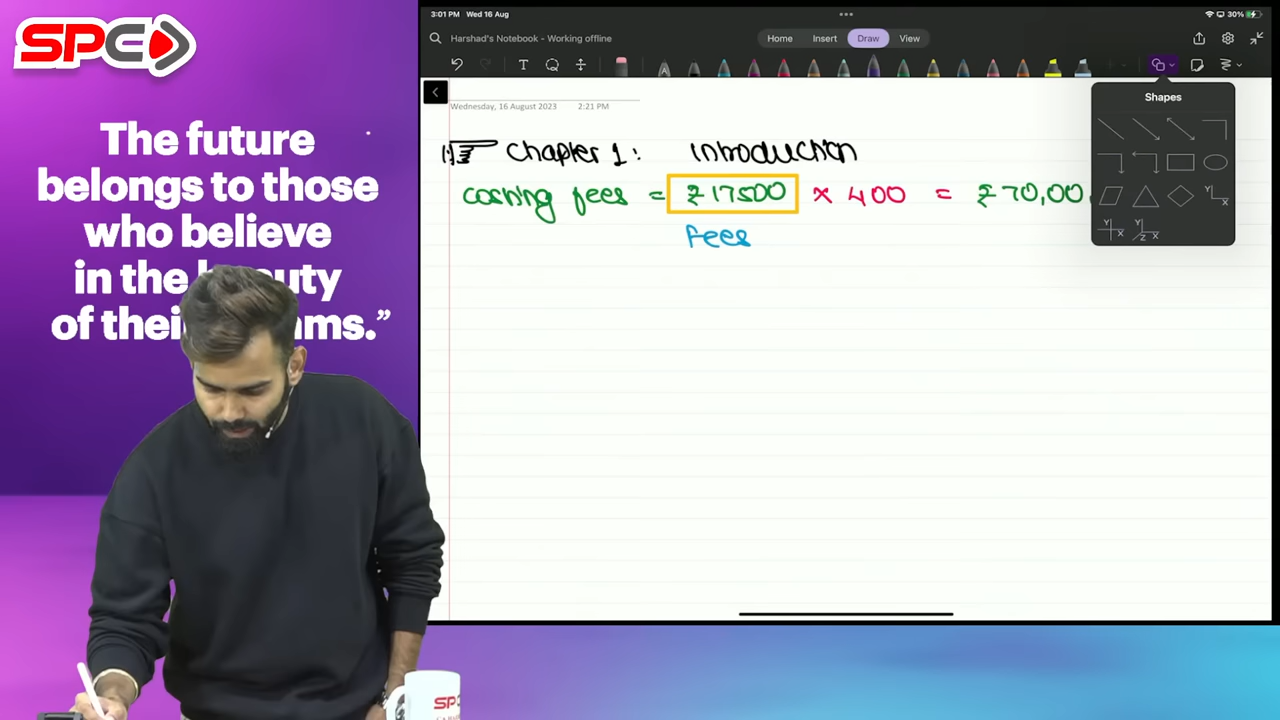 SPC
The future
belongs to those
who believe
in the
of their
3:01 PM Wed 16 Aug
30%
Harshad's Notebook - Working offline
Home Insert Draw View
Shapes
Wednesday, 16 August 2023 2:21 PM
Chapter 1: Introduction
fees = ₹17500 × 400 = ₹70,00
fees
SPC